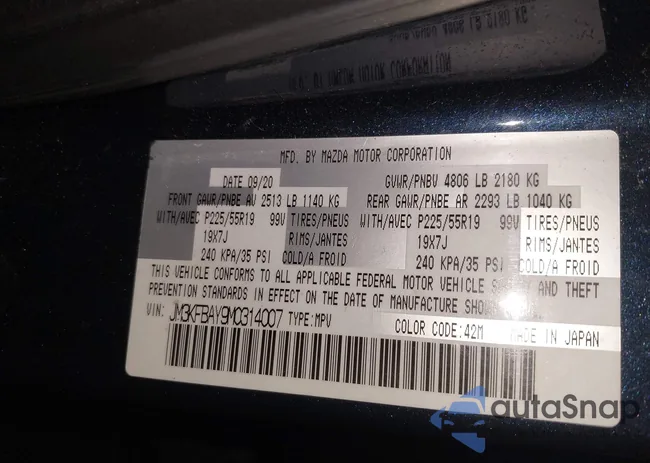 MFD. BY MAZDA MOTOR CORPORATION
DATE 09/20 GVWR/PNBV 4806 LB 2180 KG
FRONT GAWR/PNBE AV 2513 LB 1140 KG REAR GAWR/PNBE AR 2293 LB 1040 KG
WITH/AVEC P225/55R19 99V TIRES/PNEUS WITH/AVEC P225/55R19 99V TIRES/PNEUS
19X7J RIMS/JANTES 19X7J RIMS/JANTES
240 KPA/35 PSI COLD/A FROID 240 KPA/35 PSI COLD/A FROID
THIS VEHICLE CONFORMS TO ALL APPLICABLE FEDERAL MOTOR VEHICLE AND THEFT
PREVENTION STANDARDS IN EFFECT ON THE DATE OF MANUFACTURE
VIN: JM3KFBAY9M0314007 TYPE:MPV COLOR CODE:42M MADE IN JAPAN
autoSnap